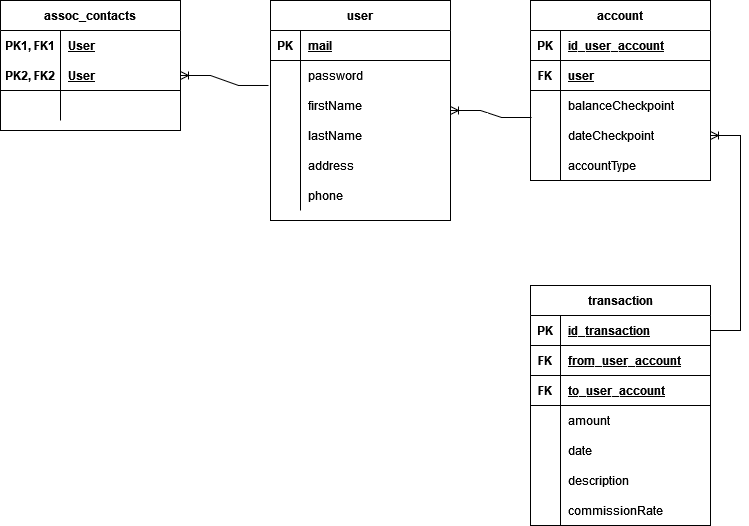 assoc_contacts
PK1, FK1 User
PK2, FK2 User
user
PK mail
password
firstName
lastName
address
phone
account
PK id_user_account
FK user
balanceCheckpoint
dateCheckpoint
accountType
transaction
PK id_transaction
FK from_user_account
FK to_user_account
amount
date
description
commissionRate